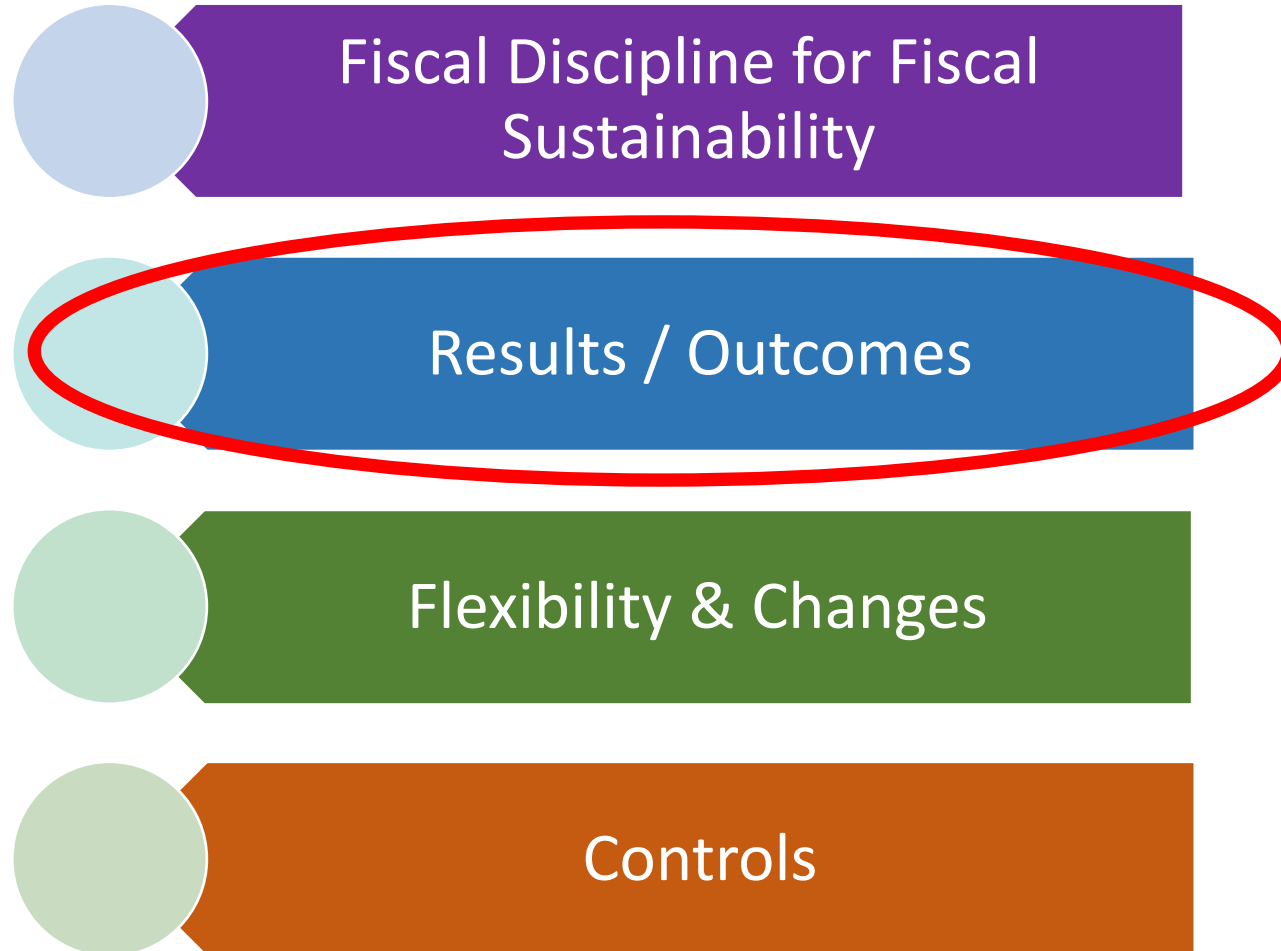 Fiscal Discipline for Fiscal
Sustainability
Results / Outcomes
Flexibility & Changes
Controls